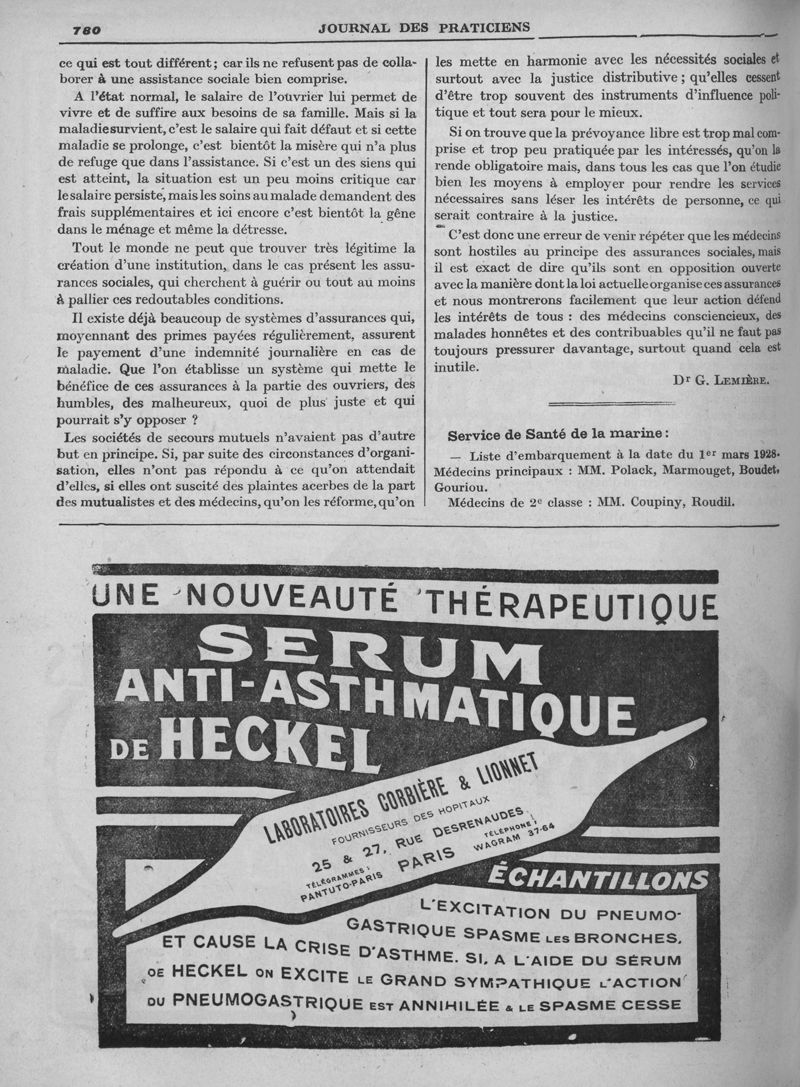 780
JOURNAL DES PRATICIENS
ce qui est tout différent ; car ils ne refusent pas de colla-
borer à une assistance sociale bien comprise.
A l'état normal, le salaire de l'ouvrier lui permet de
vivre et de suffire aux besoins de sa famille. Mais si la
maladie survient, c'est le salaire qui fait défaut et si cette
maladie se prolonge, c'est bientôt la misère qui n'a plus
de refuge que dans l'assistance. Si c'est un des siens qui
est atteint, la situation est un peu moins critique car
le salaire persiste, mais les soins au malade demandent des
frais supplémentaires et ici encore c'est bientôt la gêne
dans le ménage et même la détresse.
Tout le monde ne peut que trouver très légitime la
création d'une institution, dans le cas présent les assu-
rances sociales, qui cherchent à guérir ou tout au moins
à pallier ces redoutables conditions.
Il existe déjà beaucoup de systèmes d'assurances qui,
moyennant des primes payées régulièrement, assurent
le payement d'une indemnité journalière en cas de
maladie. Que l'on établisse un système qui mette le
bénéfice de ces assurances à la partie des ouvriers, des
humbles, des malheureux, quoi de plus juste et qui
pourrait s'y opposer ?
Les sociétés de secours mutuels n'avaient pas d'autre
but en principe. Si, par suite des circonstances d'organi-
sation, elles n'ont pas répondu à ce qu'on attendait
d'elles, si elles ont suscité des plaintes acerbes de la part
des mutualistes et des médecins, qu'on les réforme, qu'on
les mette en harmonie avec les nécessités sociales et
surtout avec la justice distributive ; qu'elles cessent
d'être trop souvent des instruments d'influence poli-
tique et tout sera pour le mieux.
Si on trouve que la prévoyance libre est trop mal com-
prise et trop peu pratiquée par les intéressés, qu'on la
rende obligatoire mais, dans tous les cas que l'on étudie
bien les moyens à employer pour rendre les services
nécessaires sans léser les intérêts de personne, ce qui
serait contraire à la justice.
C'est donc une erreur de venir répéter que les médecins
sont hostiles au principe des assurances sociales, mais
il est exact de dire qu'ils sont en opposition ouverte
avec la manière dont la loi actuelle organise ces assurances
et nous montrerons facilement que leur action défend
les intérêts de tous : des médecins consciencieux, des
malades honnêtes et des contribuables qu'il ne faut pas
toujours pressurer davantage, surtout quand cela est
inutile.
Dr G. LEMIÈRE.
Service de Santé de la marine :
— Liste d'embarquement à la date du 1er mars 1928.
Médecins principaux : MM. Polack, Marmouget, Boudet,
Gouriou.
Médecins de 2e classe : MM. Coupiny, Roudil.
UNE NOUVEAUTÉ THÉRAPEUTIQUE
SERUM
ANTI-ASTHMATIQUE
DE HECKEL
LABORATOIRES CORBIÈRE & LIONNET
FOURNISSEURS DES HOPITAUX
25 & 27, RUE DESRENAUDES
TÉLÉGRAMMES :
PANTUTO-PARIS
PARIS
TÉLÉPHONE :
WAGRAM 37-64
ÉCHANTILLONS
L'EXCITATION DU PNEUMO-
GASTRIQUE SPASME LES BRONCHES,
ET CAUSE LA CRISE D'ASTHME. SI, A L'AIDE DU SÉRUM
DE HECKEL ON EXCITE LE GRAND SYMPATHIQUE L'ACTION
DU PNEUMOGASTRIQUE EST ANNIHILÉE & LE SPASME CESSE